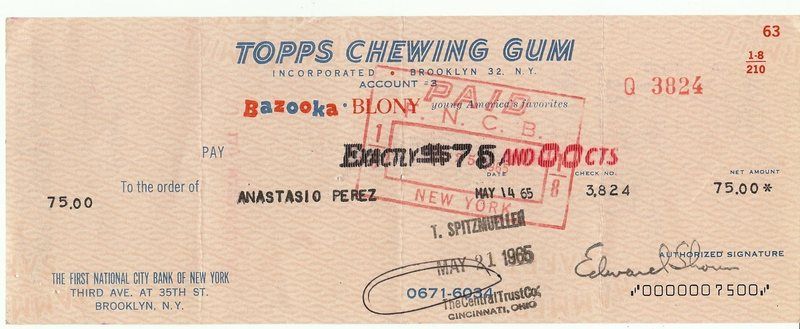 63
TOPPS CHEWING GUM
1-8
210
INCORPORATED • BROOKLYN 32, N.Y.
ACCOUNT #3
Q 3824
Bazooka • BLONY young America's favorites
PAID
N.C.B.
PAY
EXACTLY $75 AND 00 CTS
1
8
DATE
CHECK NO.
NET AMOUNT
75.00
To the order of
ANASTASIO PEREZ
MAY 14 65
3,824
75.00*
NEW YORK
T. SPITZMUELLER
MAY 21 1965
AUTHORIZED SIGNATURE
THE FIRST NATIONAL CITY BANK OF NEW YORK
THIRD AVE. AT 35TH ST.
BROOKLYN, N.Y.
0671-6034
The Central Trust Co.
CINCINNATI, OHIO
"0000007500"